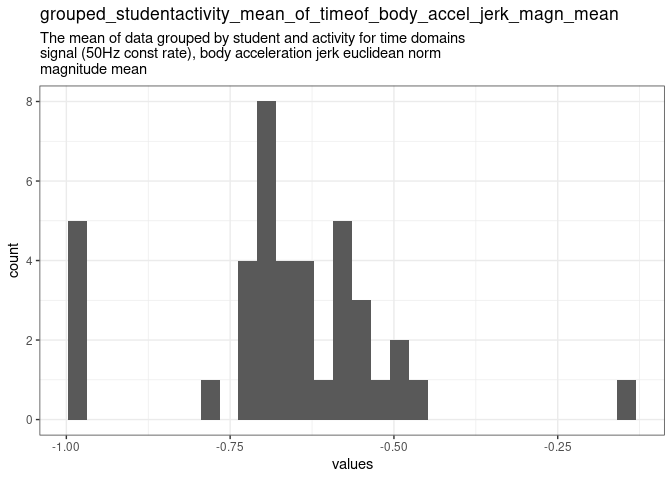 grouped_studentactivity_mean_of_timeof_body_accel_jerk_magn_mean
The mean of data grouped by student and activity for time domains
signal (50Hz const rate), body acceleration jerk euclidean norm
magnitude mean
8
6
4
2
0
count
-1.00 -0.75 -0.50 -0.25
values